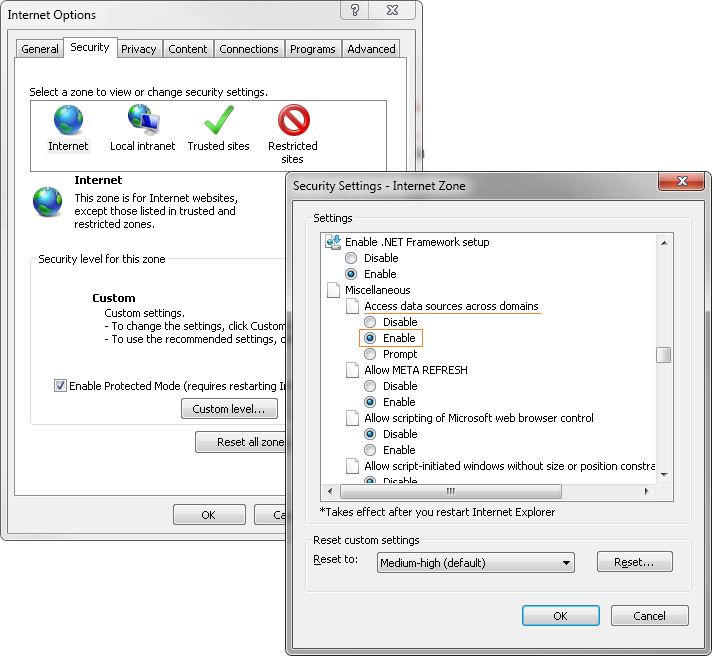 Internet Options
?
General Security Privacy Content Connections Programs Advanced
Select a zone to view or change security settings.
Internet
Local intranet
Trusted sites
Restricted
sites
Internet
This zone is for Internet websites,
except those listed in trusted and
restricted zones.
Security level for this zone
Custom
Custom settings.
- To change the settings, click Custom
- To use the recommended settings, c
Enable Protected Mode (requires restarting In
Custom level...
Reset all zone
OK
Ca
Security Settings - Internet Zone
Settings
Enable .NET Framework setup
Disable
Enable
Miscellaneous
Access data sources across domains
Disable
Enable
Prompt
Allow META REFRESH
Disable
Enable
Allow scripting of Microsoft web browser control
Disable
Enable
Allow script-initiated windows without size or position constra
Disable
*Takes effect after you restart Internet Explorer
Reset custom settings
Reset to:
Medium-high (default)
Reset...
OK
Cancel